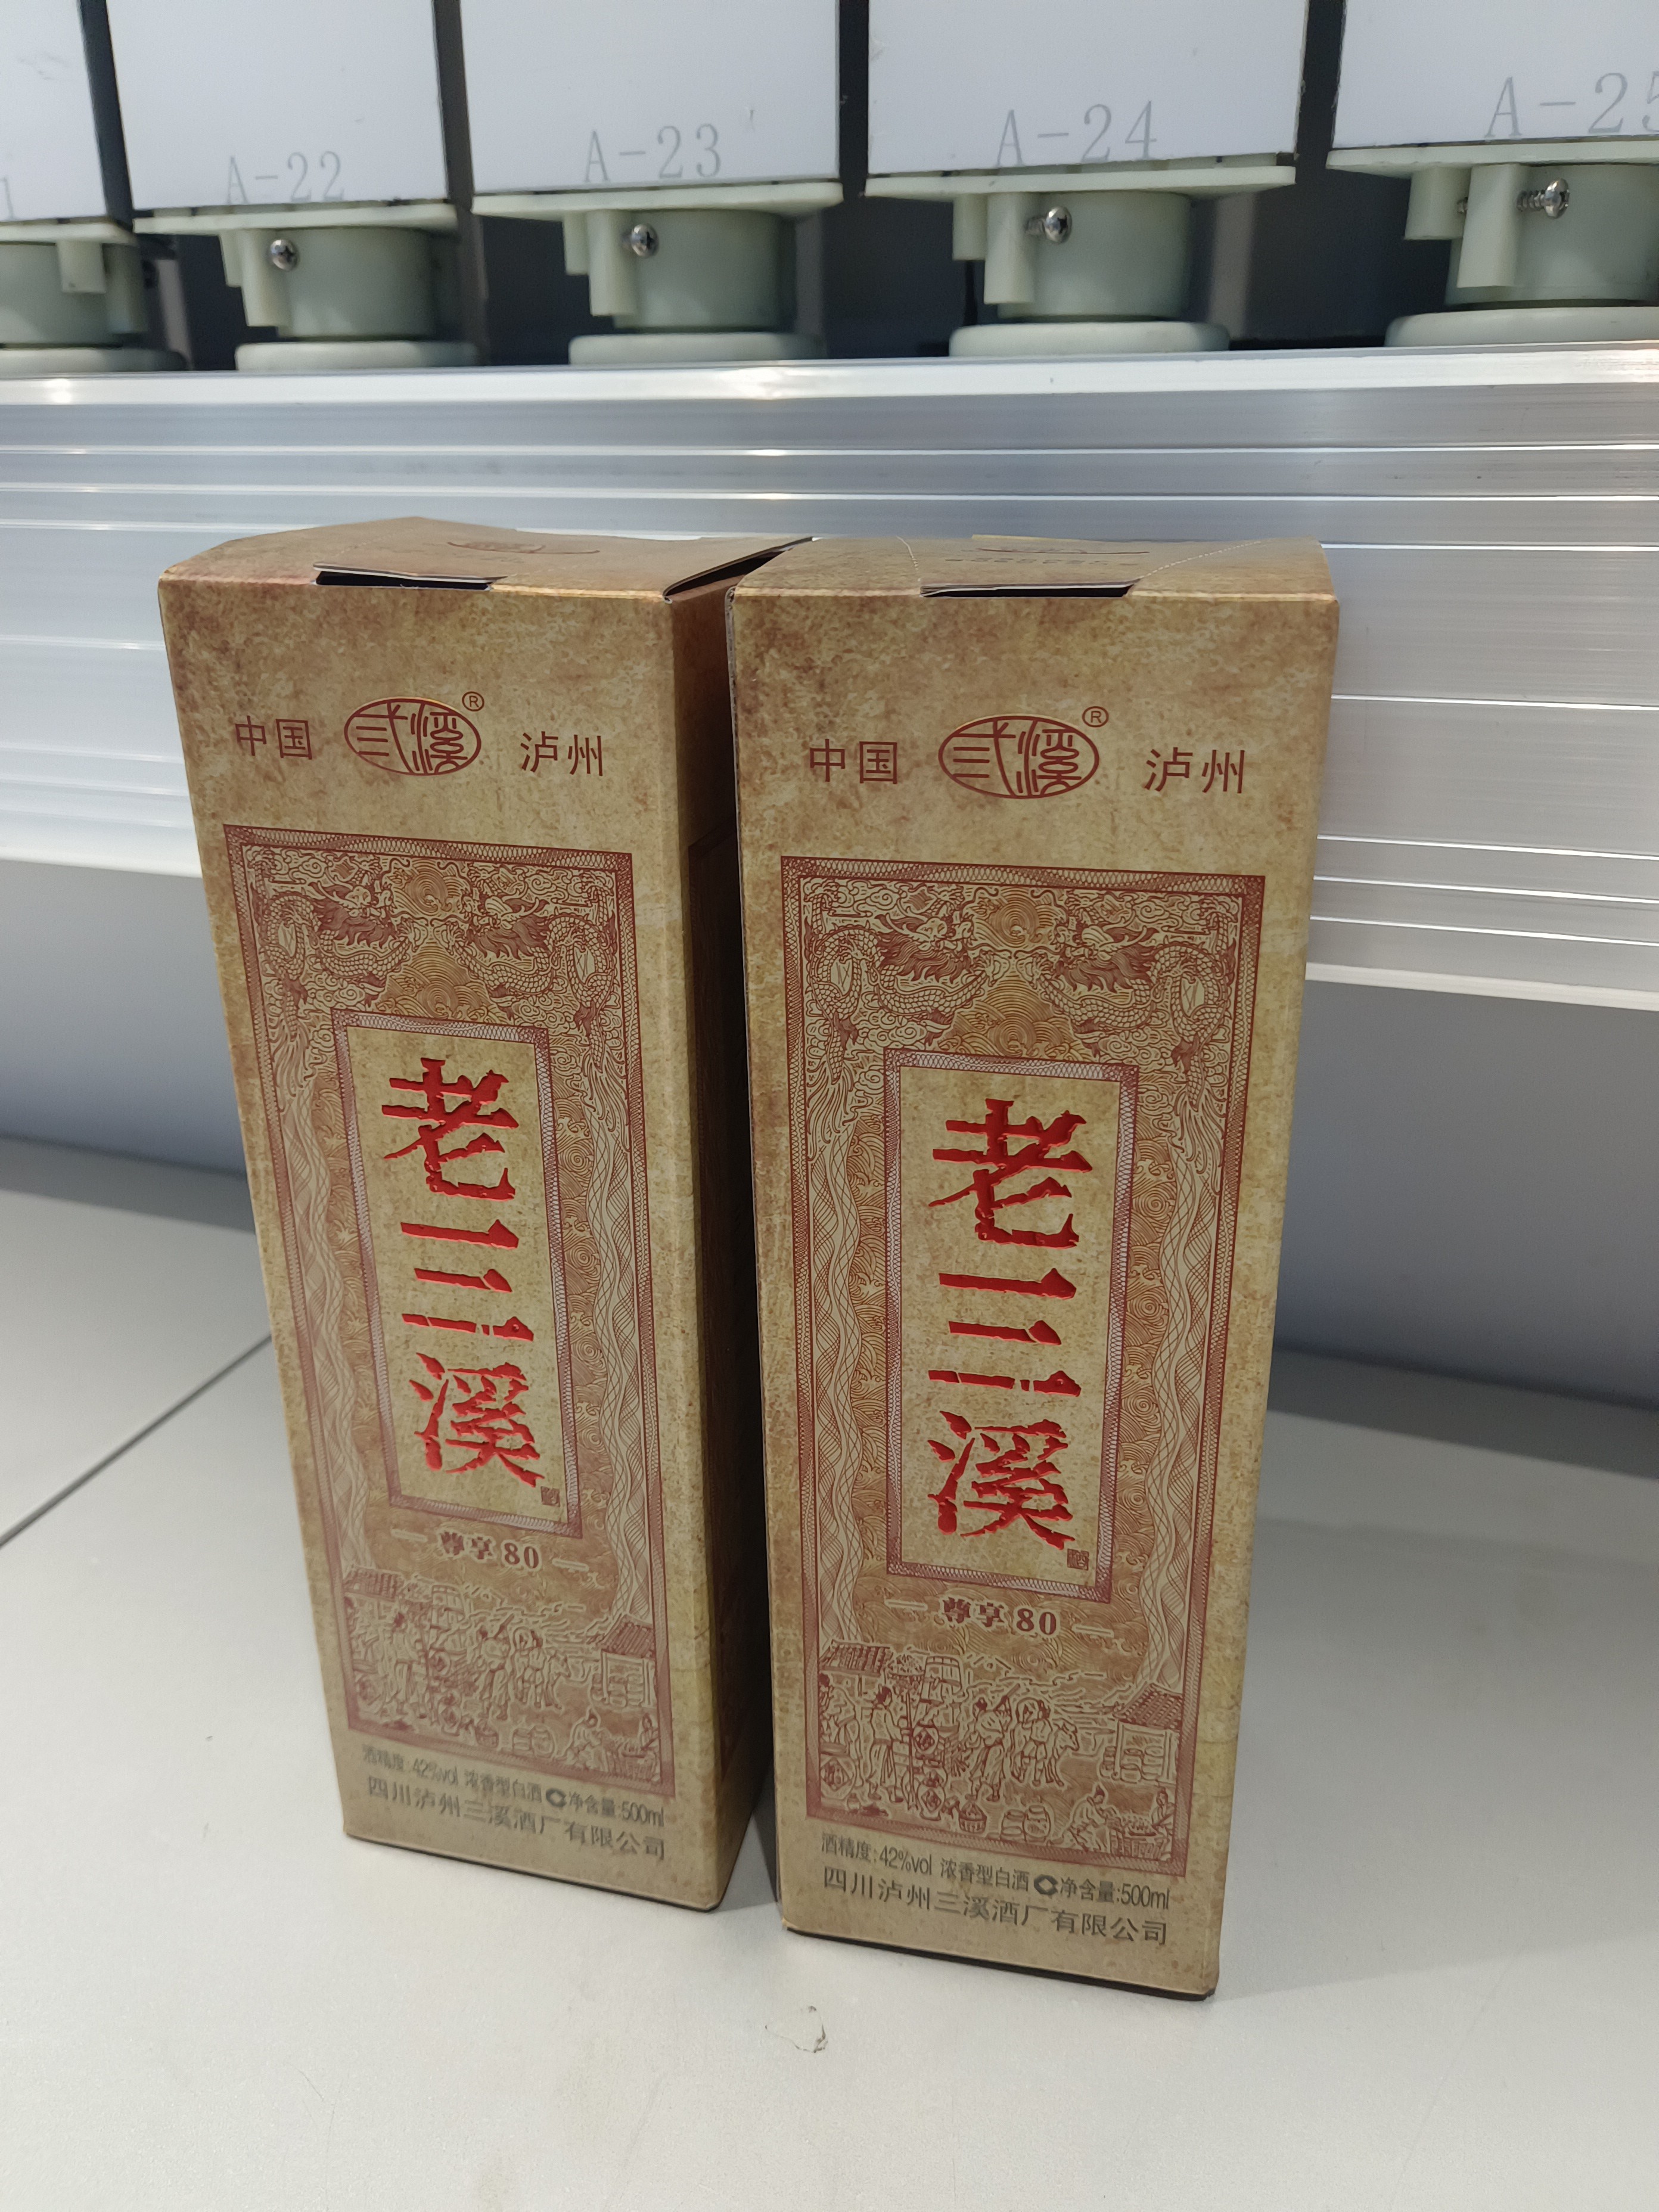 A-22
A-23
A-24
A-25
中国 弎溪® 泸州
老三溪
尊享80
酒精度:42%vol 浓香型白酒 净含量:500ml
四川泸州三溪酒厂有限公司
中国 弎溪® 泸州
老三溪
尊享80
酒精度:42%vol 浓香型白酒 净含量:500ml
四川泸州三溪酒厂有限公司